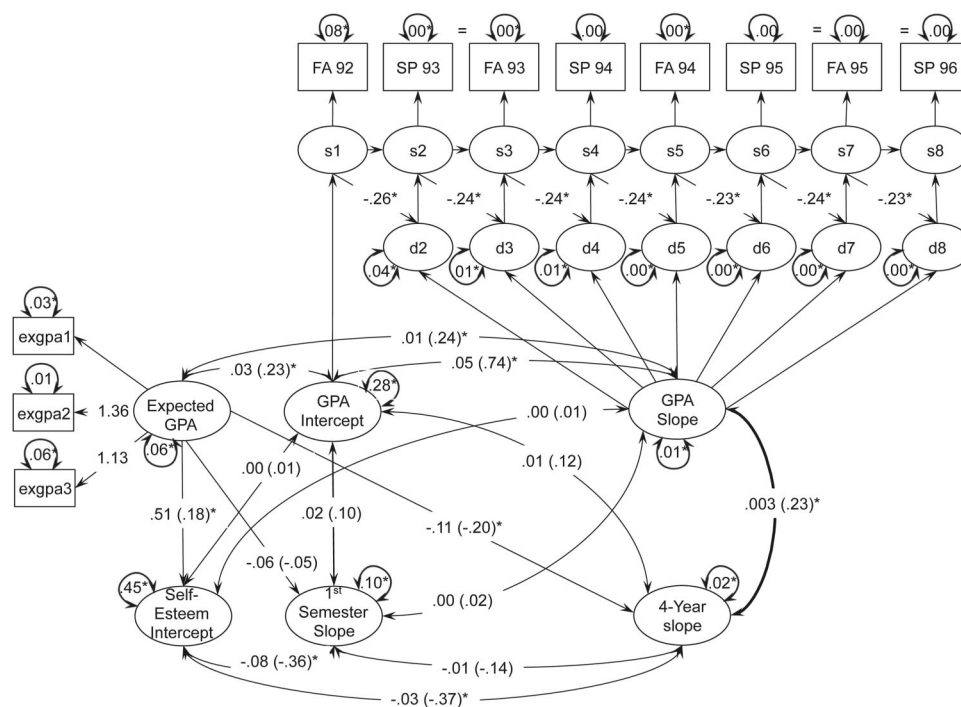 .08* .00* = .00* .00 .00* .00 = .00 = .00
FA 92 SP 93 FA 93 SP 94 FA 94 SP 95 FA 95 SP 96
s1 s2 s3 s4 s5 s6 s7 s8
-.26* -.24* -.24* -.24* -.23* -.24* -.23*
d2 d3 d4 d5 d6 d7 d8
.04* .01* .01* .00* .00* .00* .00*
.03*
exgpa1
.01 (.24)*
.03 (.23)* .05 (.74)*
.01
exgpa2
1.36
Expected
GPA
.06*
GPA
Intercept
.28*
.00 (.01)
GPA
Slope
.01*
.06*
exgpa3
1.13
.00 (.01)
.01 (.12)
.51 (.18)*
.02 (.10)
-.11 (-.20)*
.003 (.23)*
-.06 (-.05)
.00 (.02)
.45*
Self-
Esteem
Intercept
.10*
1st
Semester
Slope
.02*
4-Year
slope
-.08 (-.36)* -.01 (-.14)
-.03 (-.37)*